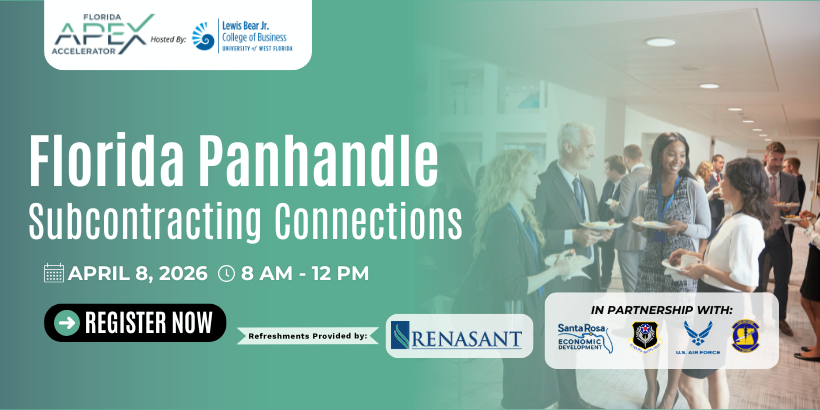 FLORIDA
APEX
ACCELERATOR
Hosted By:
Lewis Bear Jr.
College of Business
UNIVERSITY of WEST FLORIDA
Florida Panhandle
Subcontracting Connections
APRIL 8, 2026 8 AM - 12 PM
REGISTER NOW
Refreshments Provided by:
RENASANT
IN PARTNERSHIP WITH:
Santa Rosa
ECONOMIC
DEVELOPMENT
U.S. AIR FORCE